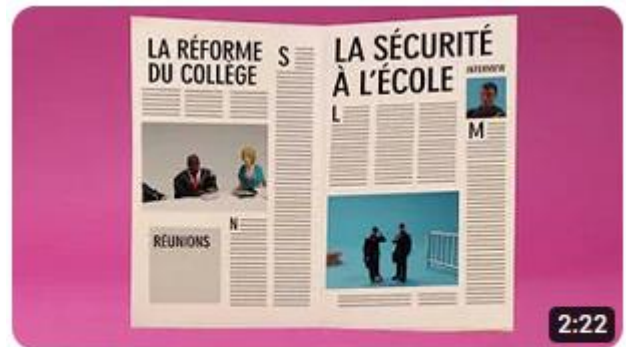 LA RÉFORME
DU COLLÈGE
S
N
RÉUNIONS
LA SÉCURITÉ
À L'ÉCOLE
INTERVIEW
L
M
2:22